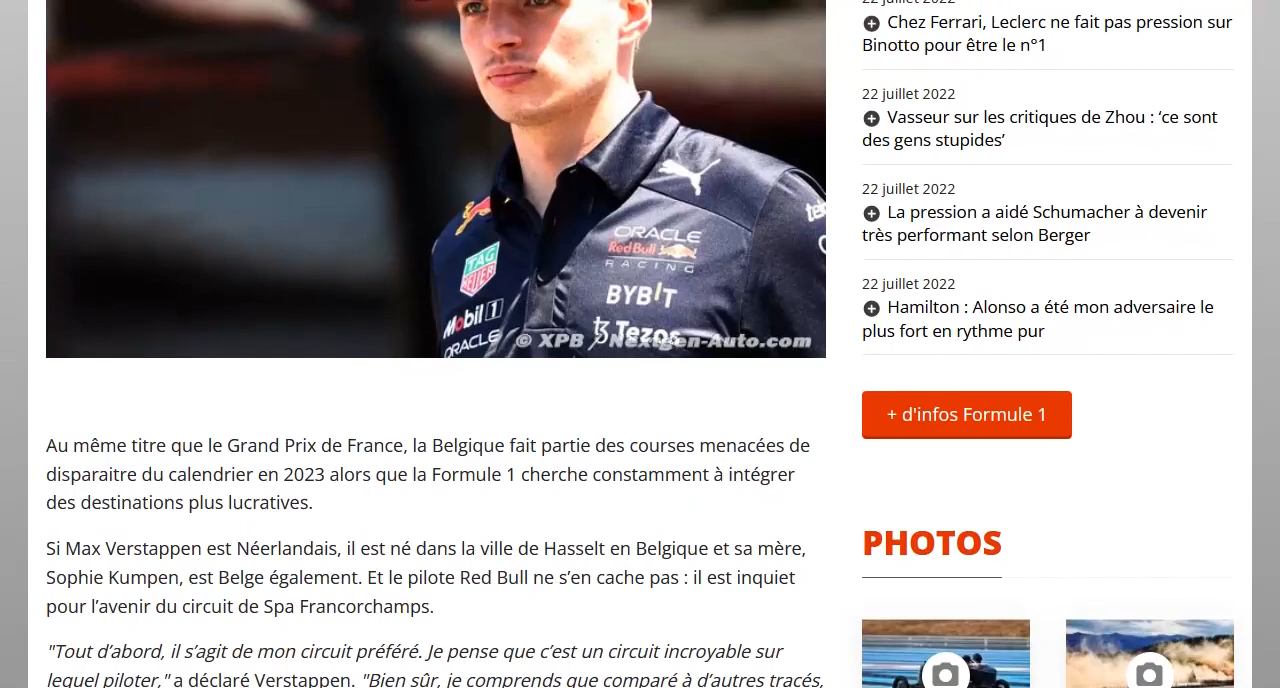 TAG
HEUER
Mobil 1
ORACLE
ORACLE
Red Bull
RACING
BYBIT
Tezos
© XPB / Nextgen-Auto.com
Au même titre que le Grand Prix de France, la Belgique fait partie des courses menacées de
disparaitre du calendrier en 2023 alors que la Formule 1 cherche constamment à intégrer
des destinations plus lucratives.
Si Max Verstappen est Néerlandais, il est né dans la ville de Hasselt en Belgique et sa mère,
Sophie Kumpen, est Belge également. Et le pilote Red Bull ne s’en cache pas : il est inquiet
pour l’avenir du circuit de Spa Francorchamps.
"Tout d’abord, il s’agit de mon circuit préféré. Je pense que c’est un circuit incroyable sur
lequel piloter," a déclaré Verstappen. "Bien sûr, je comprends que comparé à d’autres tracés,
22 juillet 2022
Chez Ferrari, Leclerc ne fait pas pression sur
Binotto pour être le n°1
22 juillet 2022
Vasseur sur les critiques de Zhou : ‘ce sont
des gens stupides’
22 juillet 2022
La pression a aidé Schumacher à devenir
très performant selon Berger
22 juillet 2022
Hamilton : Alonso a été mon adversaire le
plus fort en rythme pur
+ d'infos Formule 1
PHOTOS